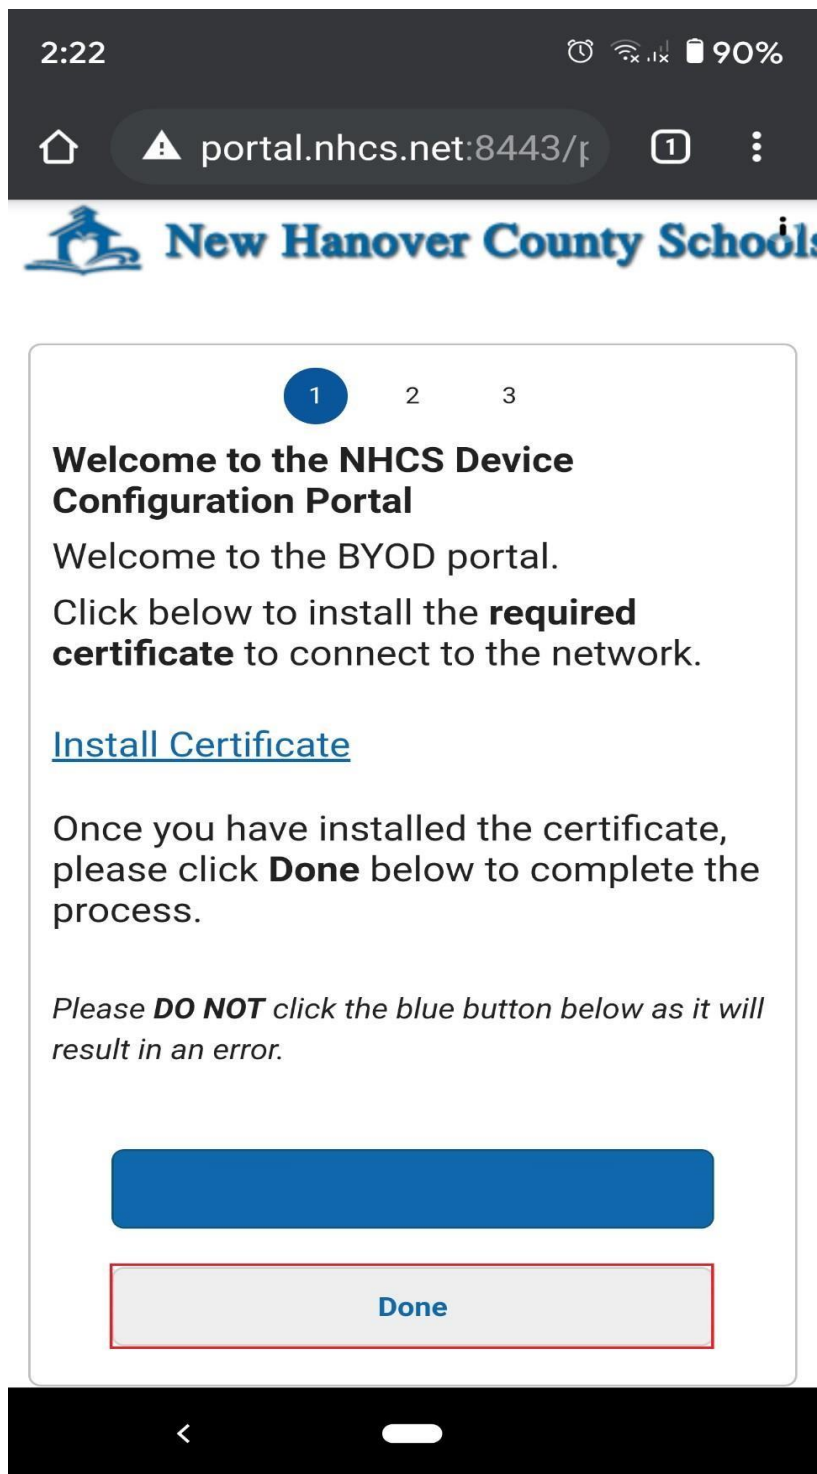 2:22
90%
portal.nhcs.net:8443/p
1
New Hanover County Schools
1 2 3
Welcome to the NHCS Device
Configuration Portal
Welcome to the BYOD portal.
Click below to install the required
certificate to connect to the network.
Install Certificate
Once you have installed the certificate,
please click Done below to complete the
process.
Please DO NOT click the blue button below as it will
result in an error.
Done